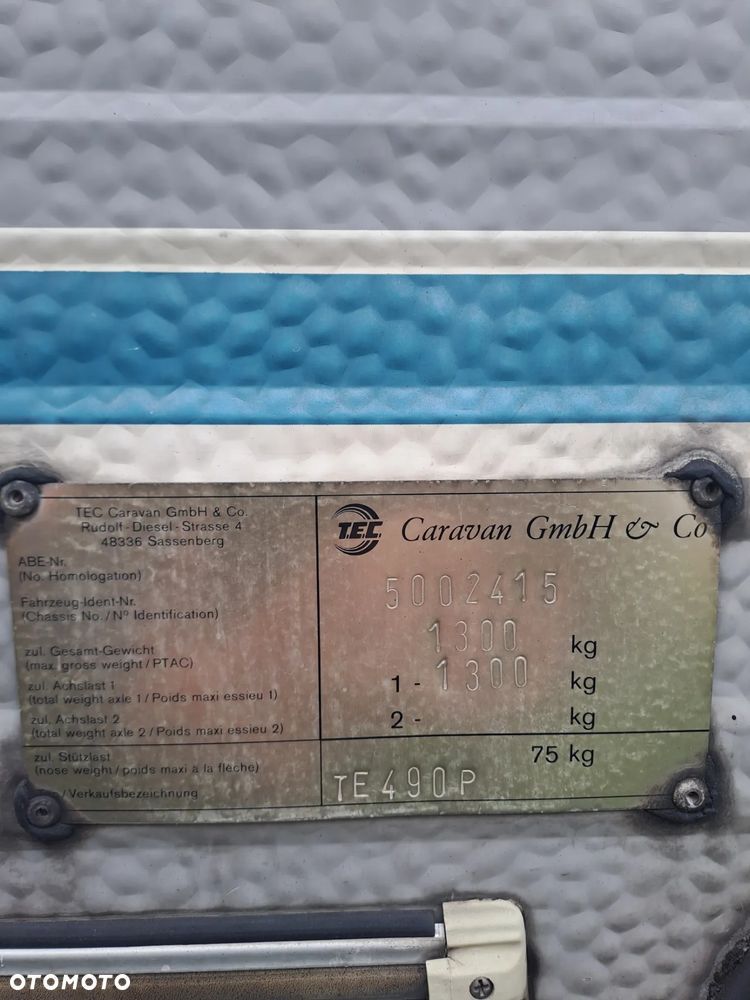 TEC Caravan GmbH & Co.
Rudolf-Diesel-Strasse 4
48336 Sassenberg
T.E.C. Caravan GmbH & Co
ABE-Nr.
(No. Homologation)
Fahrzeug-Ident-Nr.
(Chassis No./Nº Identification)
5002415
zul. Gesamt-Gewicht
(max. gross weight/PTAC)
1300 kg
zul. Achslast 1
(total weight axle 1/Poids maxi essieu 1)
1 - 1300 kg
zul. Achslast 2
(total weight axle 2/Poids maxi essieu 2)
2 - kg
zul. Stützlast
(nose weight/poids maxi a la flèche)
75 kg
/Verkaufsbezeichnung
TE490P
OTOMOTO